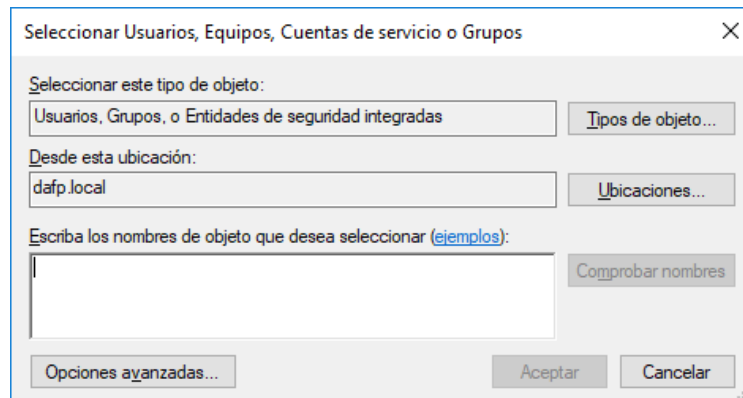 Seleccionar Usuarios, Equipos, Cuentas de servicio o Grupos
Seleccionar este tipo de objeto:
Usuarios, Grupos, o Entidades de seguridad integradas
Tipos de objeto...
Desde esta ubicación:
dafp.local
Ubicaciones...
Escriba los nombres de objeto que desea seleccionar (ejemplos):
Comprobar nombres
Opciones avanzadas...
Aceptar
Cancelar